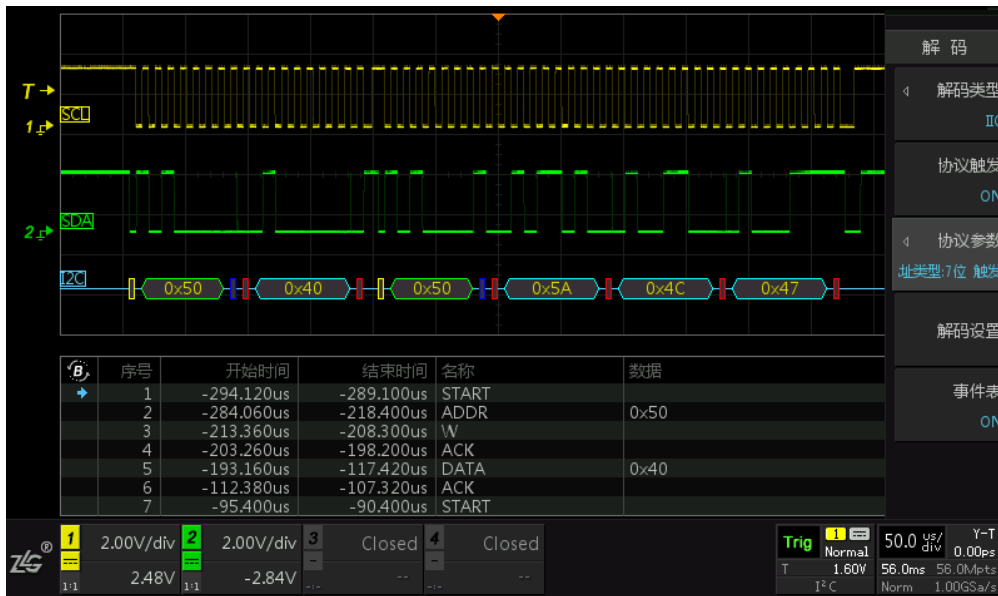 解 码
T
SCL
1
解码类型
II
协议触发
ON
SDA
2
协议参数
址类型:7位 触发
I2C
0x50 0x40 0x50 0x5A 0x4C 0x47
解码设置
B 序号 开始时间 结束时间 名称 数据
1 -294.120us -289.100us START
2 -284.060us -218.400us ADDR 0x50
3 -213.360us -208.300us W
4 -203.260us -198.200us ACK
5 -193.160us -117.420us DATA 0x40
6 -112.380us -107.320us ACK
7 -95.400us -90.400us START
事件表
ON
ZLG®
1 2.00V/div 2.48V 1:1
2 2.00V/div -2.84V 1:1
3 Closed -- -:-
4 Closed -- -:-
Trig 1 Normal
T 1.60V
I²C
50.0 us/div Y-T 0.00ps
56.0ms 56.0Mpts
Norm 1.00GSa/s